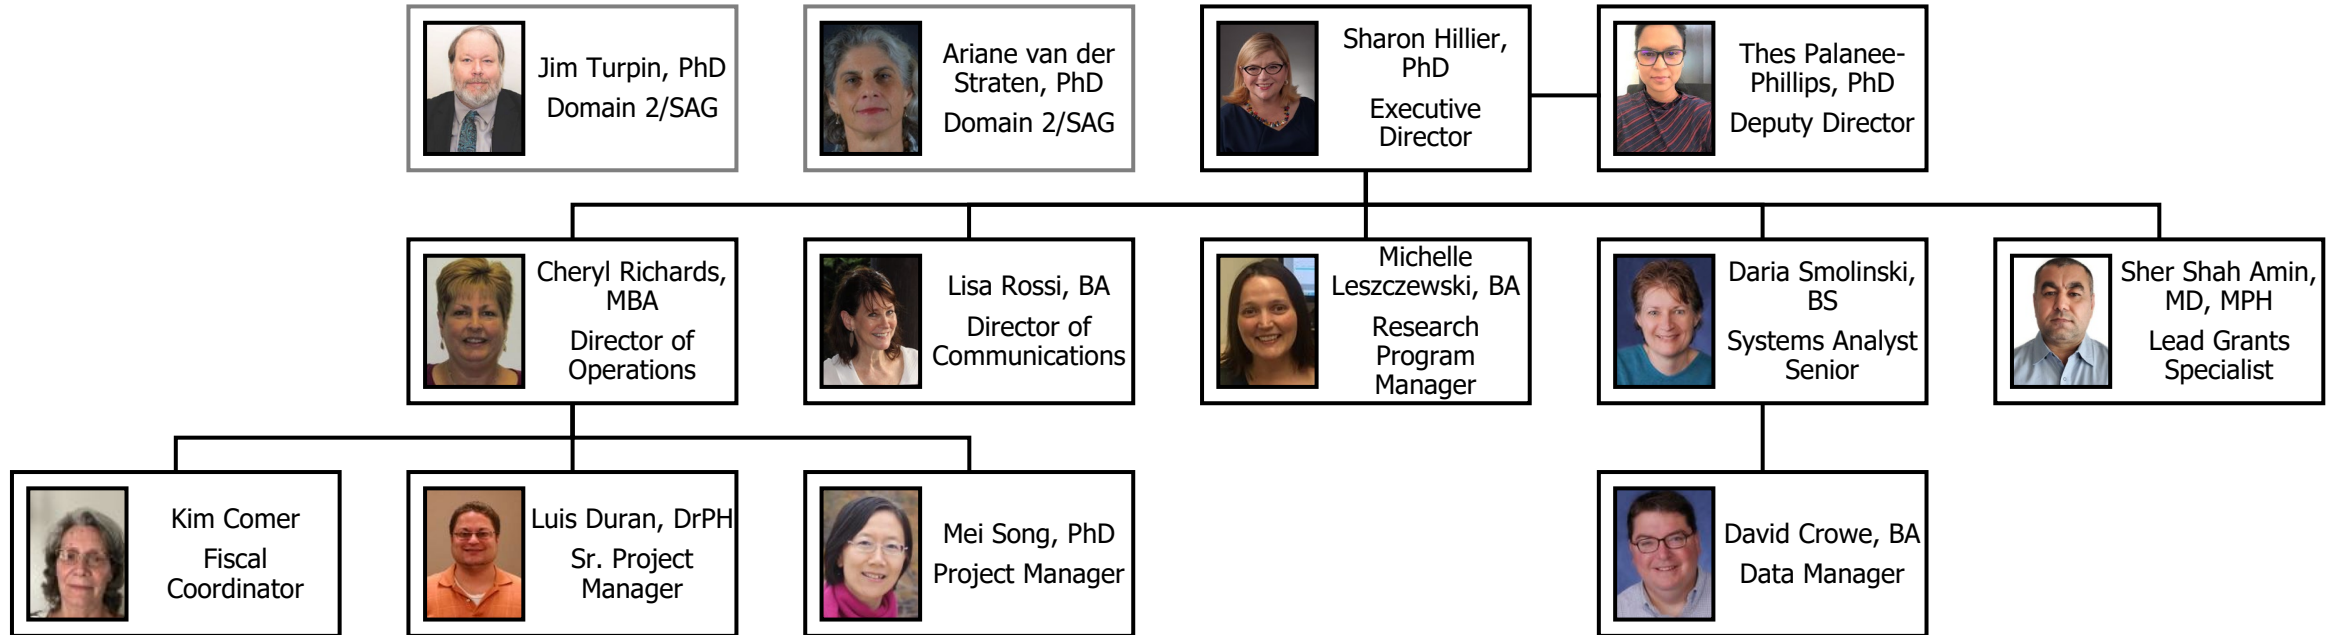 Jim Turpin, PhD
Domain 2/SAG
Ariane van der
Straten, PhD
Domain 2/SAG
Sharon Hillier,
PhD
Executive
Director
Thes Palanee-
Phillips, PhD
Deputy Director
Cheryl Richards,
MBA
Director of
Operations
Lisa Rossi, BA
Director of
Communications
Michelle
Leszczewski, BA
Research
Program
Manager
Daria Smolinski,
BS
Systems Analyst
Senior
Sher Shah Amin,
MD, MPH
Lead Grants
Specialist
Kim Comer
Fiscal
Coordinator
Luis Duran, DrPH
Sr. Project
Manager
Mei Song, PhD
Project Manager
David Crowe, BA
Data Manager